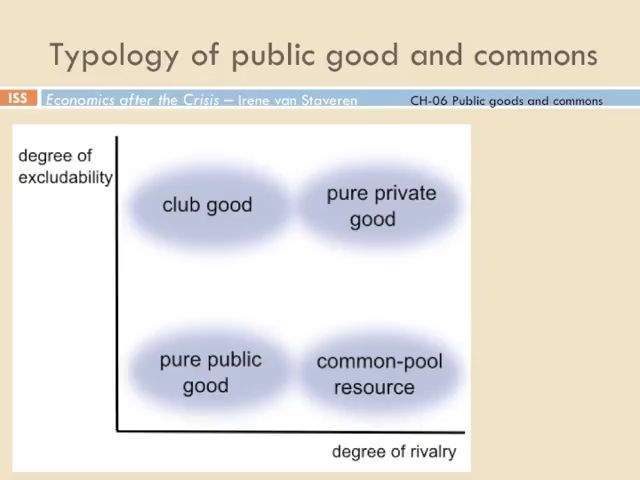 Typology of public good and commons
ISS
Economics after the Crisis – Irene van Staveren
CH-06 Public goods and commons
degree of
excludability
club good
pure private
good
pure public
good
common-pool
resource
degree of rivalry